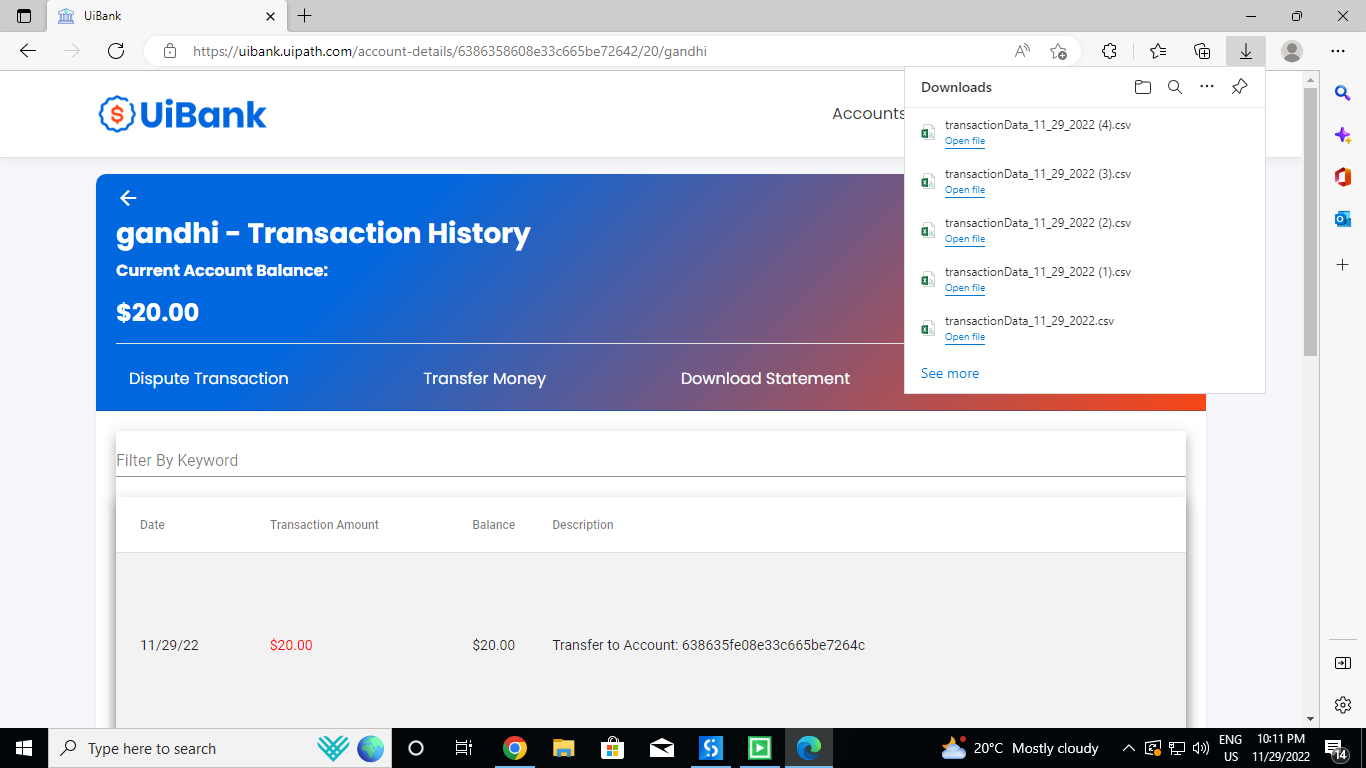 UiBank
https://uibank.uipath.com/account-details/6386358608e33c665be72642/20/gandhi
UiBank
Accounts
Downloads
transactionData_11_29_2022 (4).csv
Open file
transactionData_11_29_2022 (3).csv
Open file
transactionData_11_29_2022 (2).csv
Open file
transactionData_11_29_2022 (1).csv
Open file
transactionData_11_29_2022.csv
Open file
See more
gandhi - Transaction History
Current Account Balance:
$20.00
Dispute Transaction Transfer Money Download Statement
Filter By Keyword
Date Transaction Amount Balance Description
11/29/22 $20.00 $20.00 Transfer to Account: 638635fe08e33c665be7264c
Type here to search
20°C Mostly cloudy
ENG
US
10:11 PM
11/29/2022
14